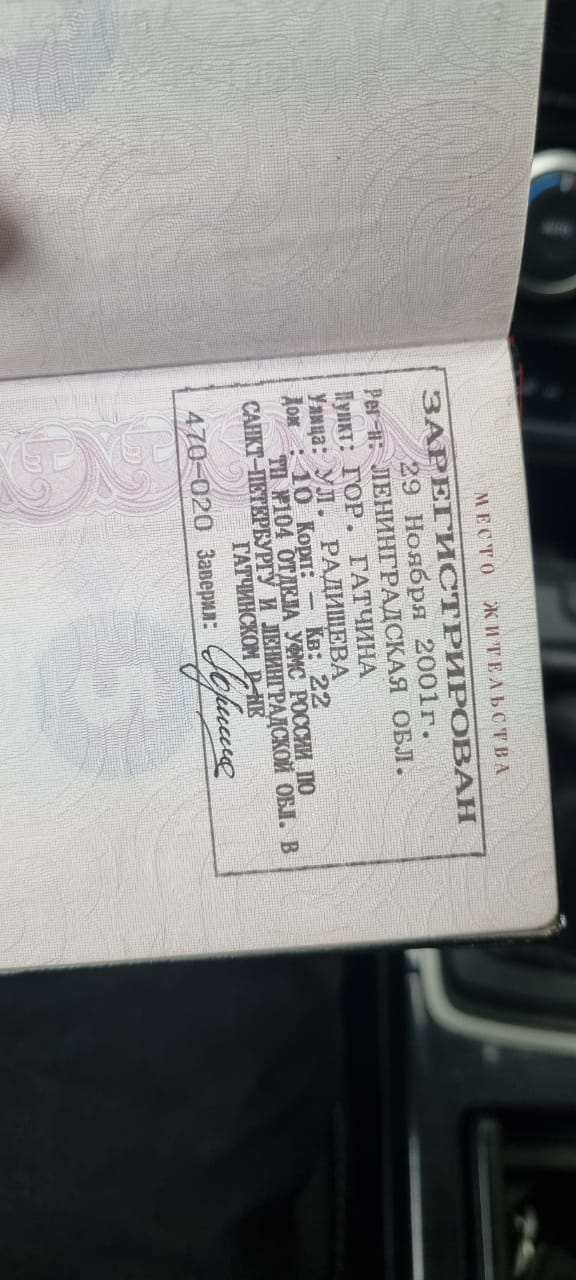 МЕСТО ЖИТЕЛЬСТВА
ЗАРЕГИСТРИРОВАН
29 Ноября 2001г.
Рег-н: ЛЕНИНГРАДСКАЯ ОБЛ.
Пункт: ГОР. ГАТЧИНА
Улица: УЛ. РАДИШЕВА
Дом : 10 Корп: – Кв: 22
ТП №104 ОТДЕЛА УФМС РОССИИ ПО
САНКТ-ПЕТЕРБУРГУ И ЛЕНИНГРАДСКОЙ ОБЛ. В
ГАТЧИНСКОМ Р-НЕ
470-020 Заверил: